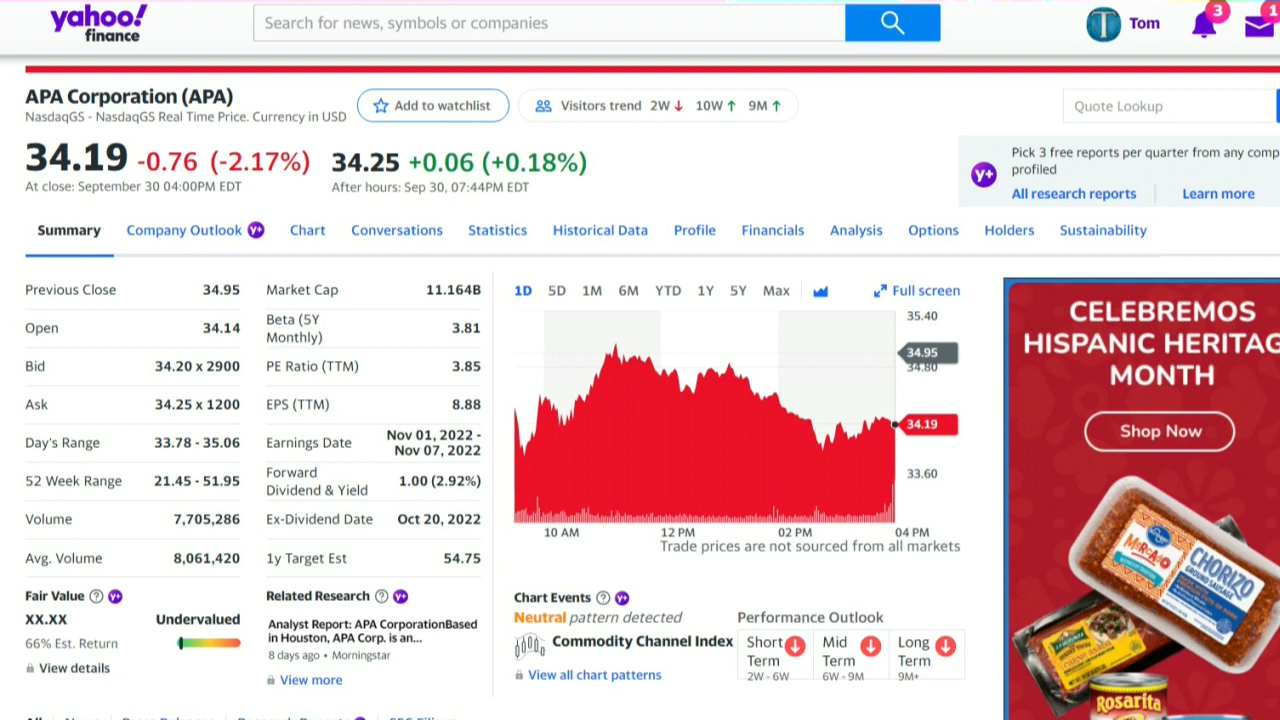 yahoo!
finance
Search for news, symbols or companies
Tom
3
1
APA Corporation (APA)
NasdaqGS - NasdaqGS Real Time Price. Currency in USD
Add to watchlist
Visitors trend 2W 10W 9M
Quote Lookup
34.19 -0.76 (-2.17%)
At close: September 30 04:00PM EDT
34.25 +0.06 (+0.18%)
After hours: Sep 30, 07:44PM EDT
y+
Pick 3 free reports per quarter from any comp
profiled
All research reports
Learn more
Summary
Company Outlook y+
Chart
Conversations
Statistics
Historical Data
Profile
Financials
Analysis
Options
Holders
Sustainability
Previous Close 34.95
Open 34.14
Bid 34.20 x 2900
Ask 34.25 x 1200
Day's Range 33.78 - 35.06
52 Week Range 21.45 - 51.95
Volume 7,705,286
Avg. Volume 8,061,420
Market Cap 11.164B
Beta (5Y
Monthly) 3.81
PE Ratio (TTM) 3.85
EPS (TTM) 8.88
Earnings Date Nov 01, 2022 -
Nov 07, 2022
Forward
Dividend & Yield 1.00 (2.92%)
Ex-Dividend Date Oct 20, 2022
1y Target Est 54.75
1D 5D 1M 6M YTD 1Y 5Y Max
Full screen
35.40
34.95
34.80
34.19
33.60
10 AM 12 PM 02 PM 04 PM
Trade prices are not sourced from all markets
Fair Value ? y+
XX.XX Undervalued
66% Est. Return
View details
Related Research ? y+
Analyst Report: APA CorporationBased
in Houston, APA Corp. is an...
8 days ago • Morningstar
View more
Chart Events ? y+
Neutral pattern detected
Commodity Channel Index
View all chart patterns
Performance Outlook
Short
Term
2W - 6W
Mid
Term
6W - 9M
Long
Term
9M+
CELEBREMOS
HISPANIC HERITAG
MONTH
Shop Now
Kroger
MERCADO
CHORIZO
GROUND SAUSAGE
Rosarita